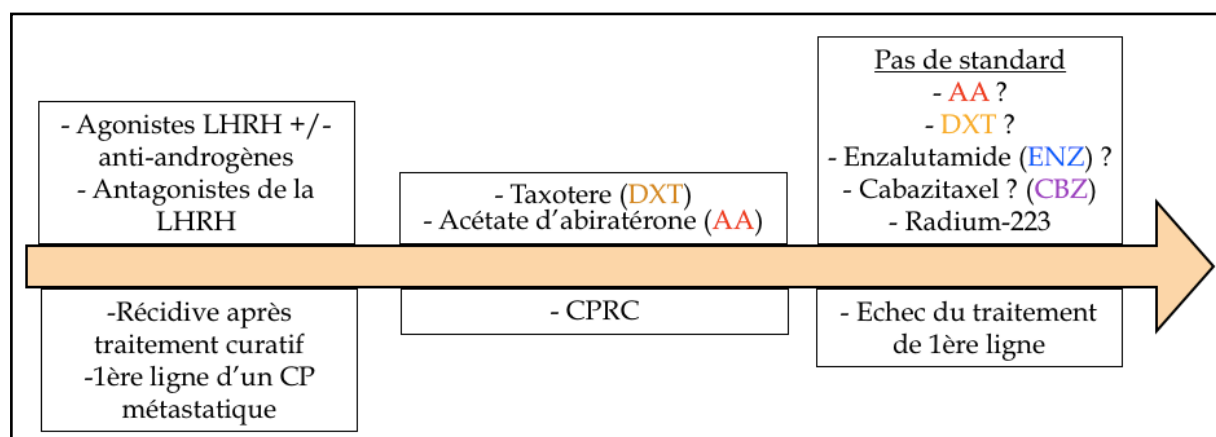 - Agonistes LHRH +/-
anti-androgènes
- Antagonistes de la
LHRH
-Récidive après
traitement curatif
-1ère ligne d'un CP
métastatique
- Taxotere (DXT)
- Acétate d'abiratérone (AA)
- CPRC
Pas de standard
- AA ?
- DXT ?
- Enzalutamide (ENZ) ?
- Cabazitaxel ? (CBZ)
- Radium-223
- Echec du traitement
de 1ère ligne